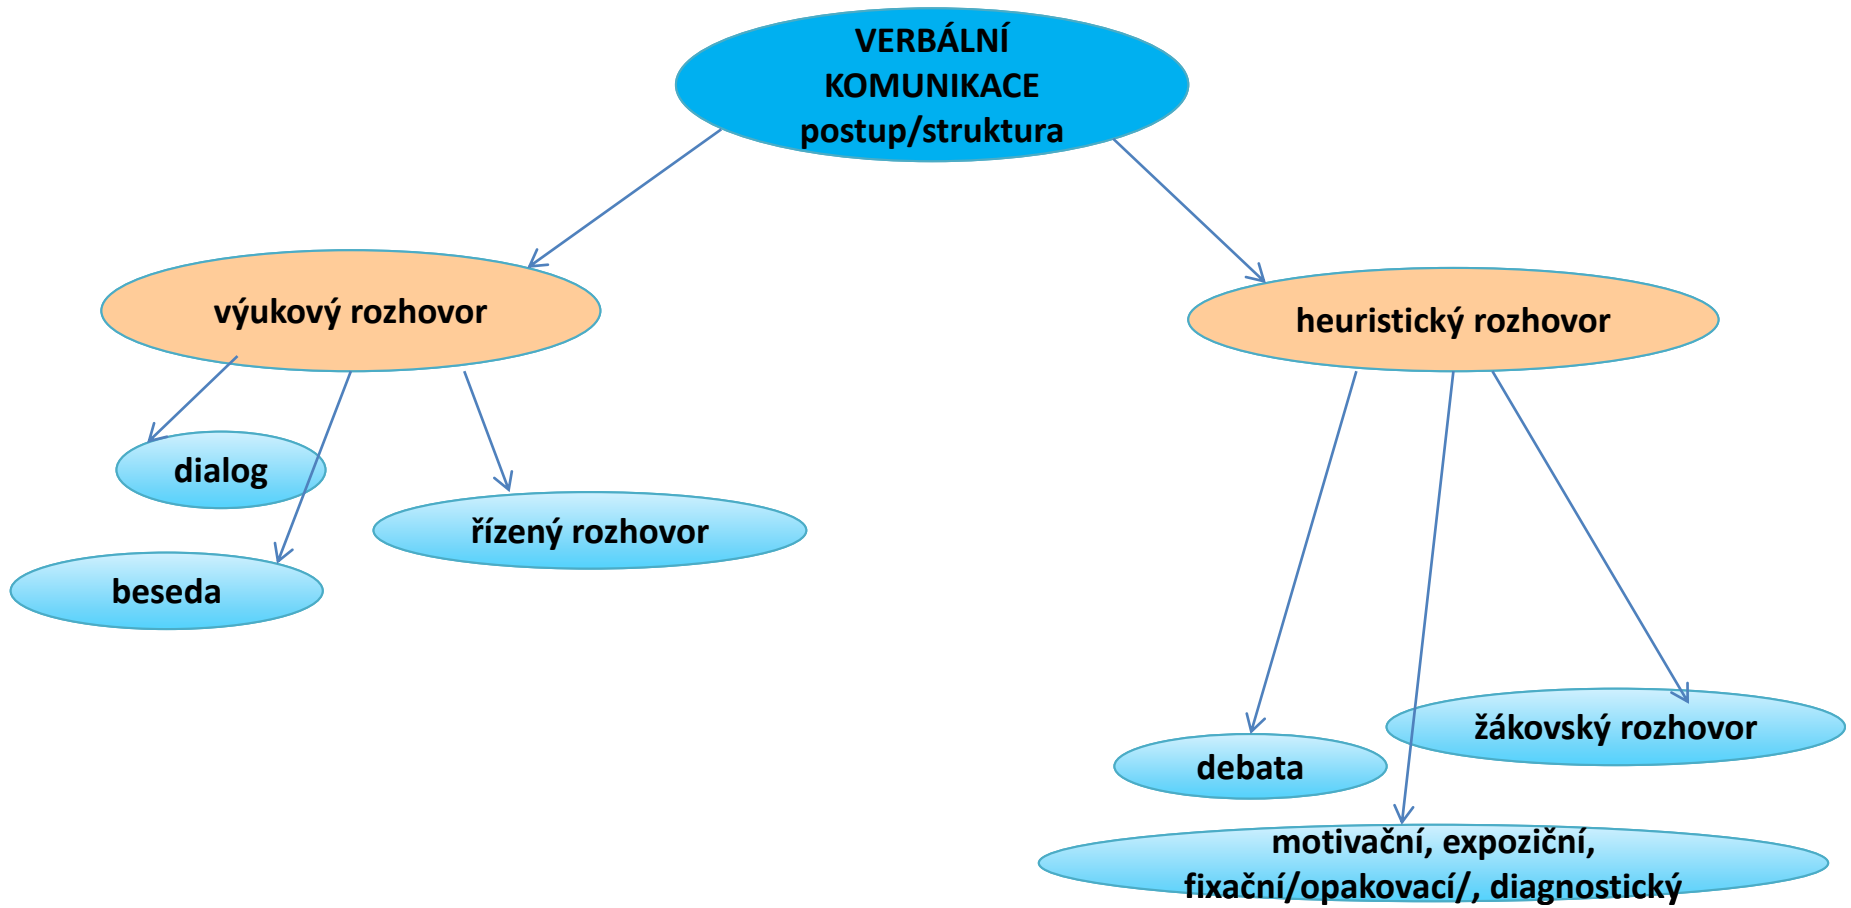 VERBÁLNÍ
KOMUNIKACE
postup/struktura
výukový rozhovor
heuristický rozhovor
dialog
řízený rozhovor
beseda
žákovský rozhovor
debata
motivační, expoziční,
fixační/opakovací/, diagnostický